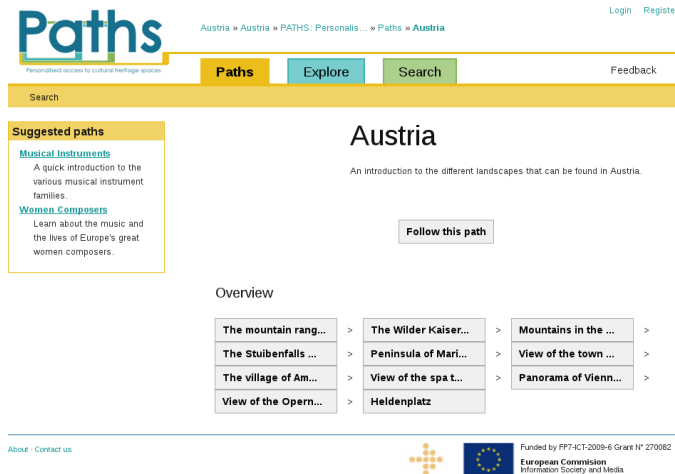 Login Registe
Paths
Personalised access to cultural heritage spaces
Austria » Austria » PATHS: Personalis... » Paths » Austria
Paths Explore Search Feedback
Search
Suggested paths
Musical Instruments
A quick introduction to the
various musical instrument
families.
Women Composers
Learn about the music and
the lives of Europe's great
women composers.
Austria
An introduction to the different landscapes that can be found in Austria.
Follow this path
Overview
The mountain rang... > The Wilder Kaiser... > Mountains in the ... >
The Stuibenfalls ... > Peninsula of Mari... > View of the town ... >
The village of Am... > View of the spa t... > Panorama of Vienn... >
View of the Opern... > Heldenplatz
About · Contact us
Funded by FP7-ICT-2009-6 Grant N° 270082
European Commision
Information Society and Media